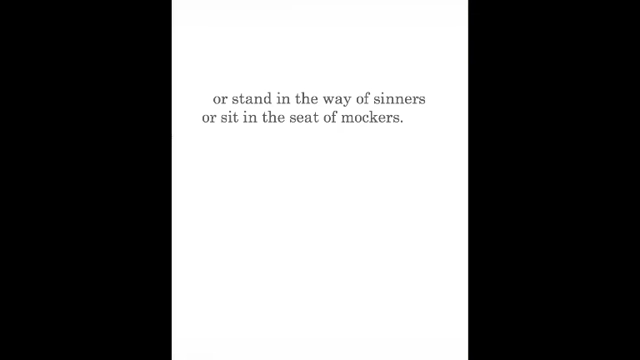 or stand in the way of sinners
or sit in the seat of mockers.